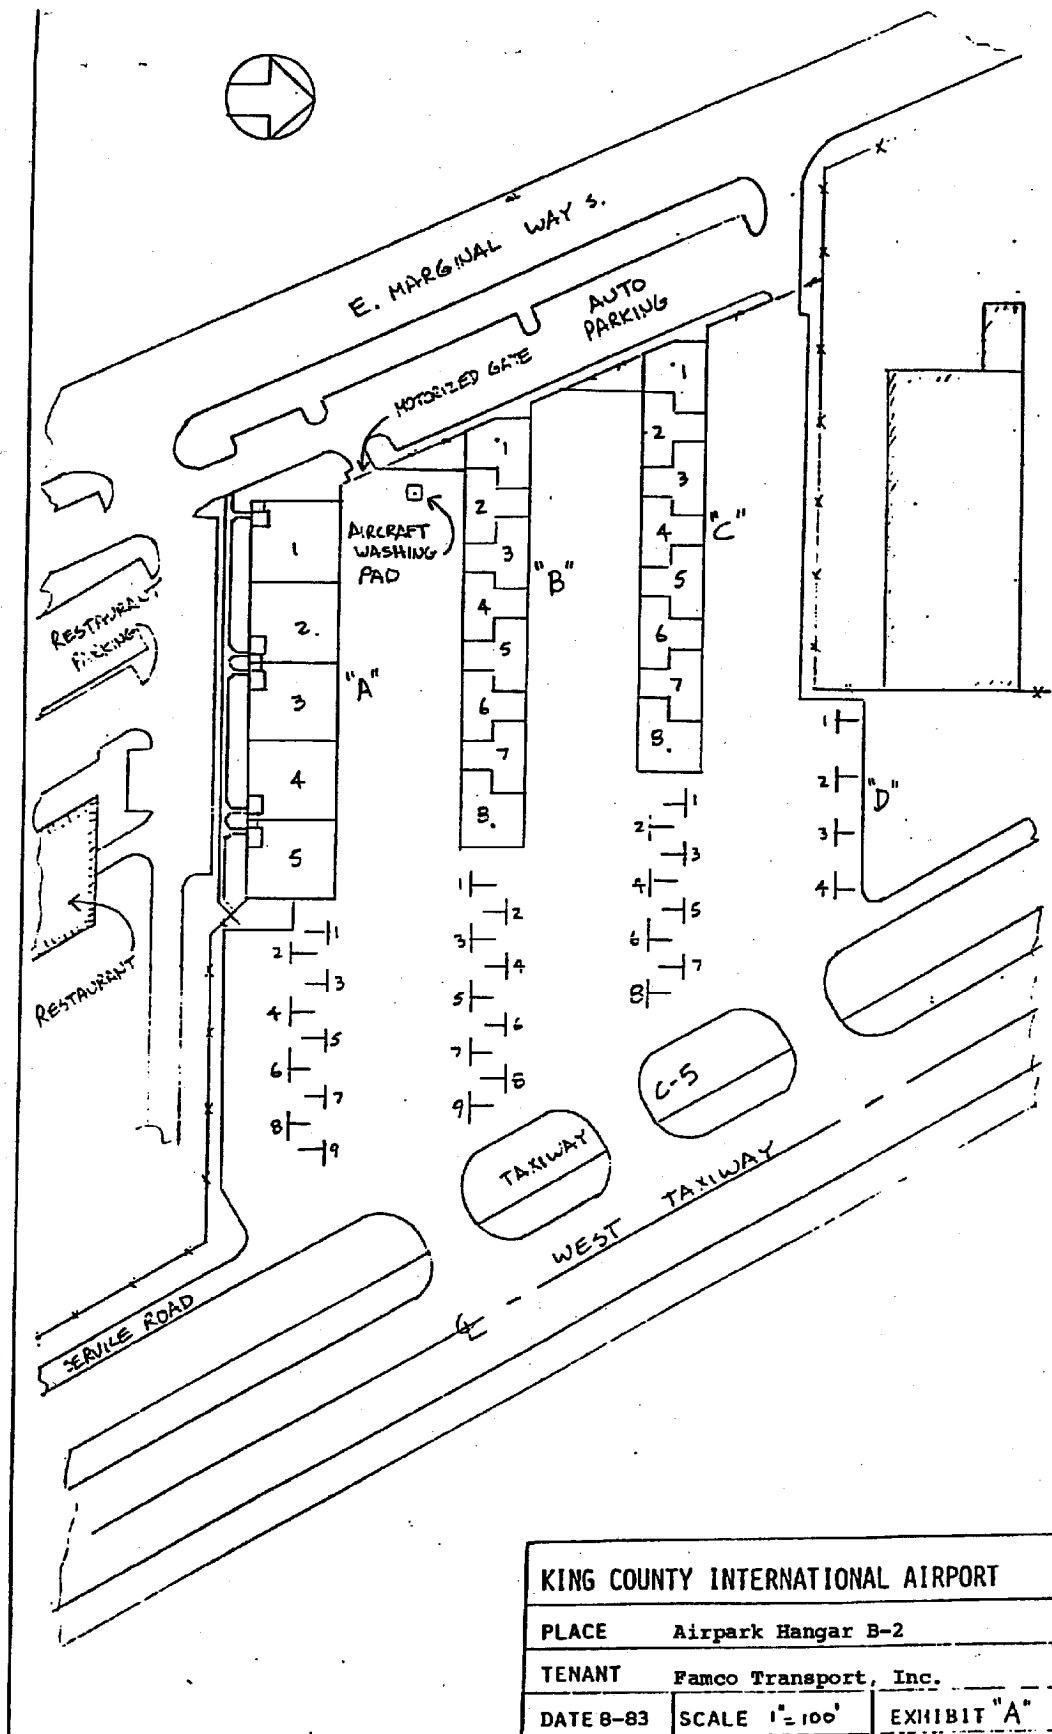 E. MARGINAL WAY S.
AUTO
PARKING
MOTORIZED GATE
AIRCRAFT
WASHING
PAD
RESTAURANT
PARKING
RESTAURANT
"A"
1
2.
3
4
5
1
2
3
4
5
6
7
8
9
"B"
1
2
3
4
5
6
7
8.
1
2
3
4
5
6
7
8
9
"C"
1
2
3
4
5
6
7
8.
1
2
3
4
5
6
7
8
"D"
1
2
3
4
C-5
TAXIWAY
WEST TAXIWAY
CL
SERVICE ROAD
KING COUNTY INTERNATIONAL AIRPORT
PLACE Airpark Hangar B-2
TENANT Famco Transport, Inc.
DATE 8-83 SCALE 1"=100' EXHIBIT "A"